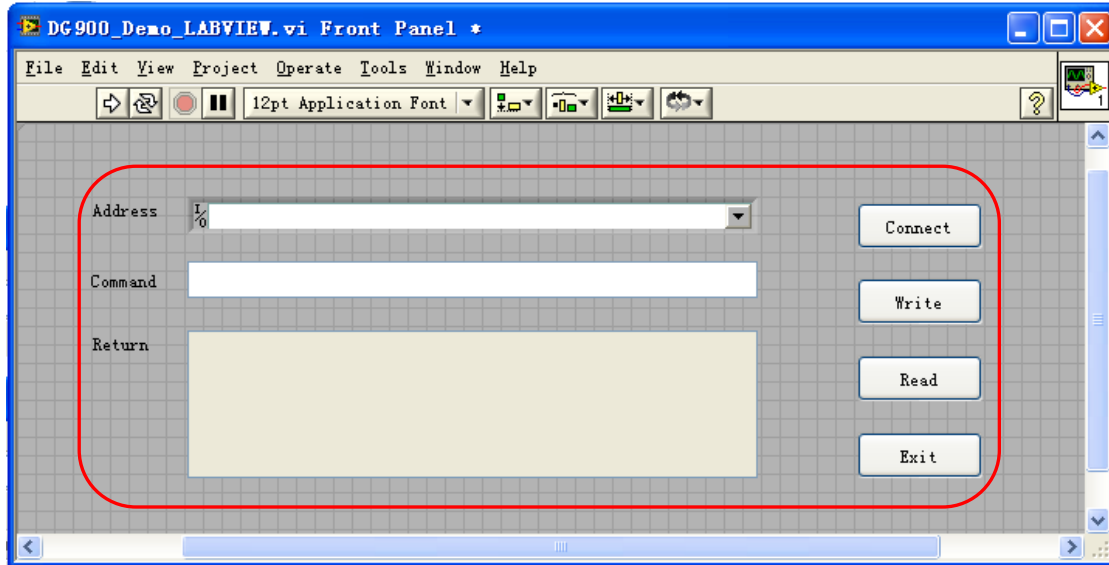 DG900_Demo_LABVIEW.vi Front Panel *
File Edit View Project Operate Tools Window Help
12pt Application Font
1
Address
I/O
Connect
Command
Write
Return
Read
Exit